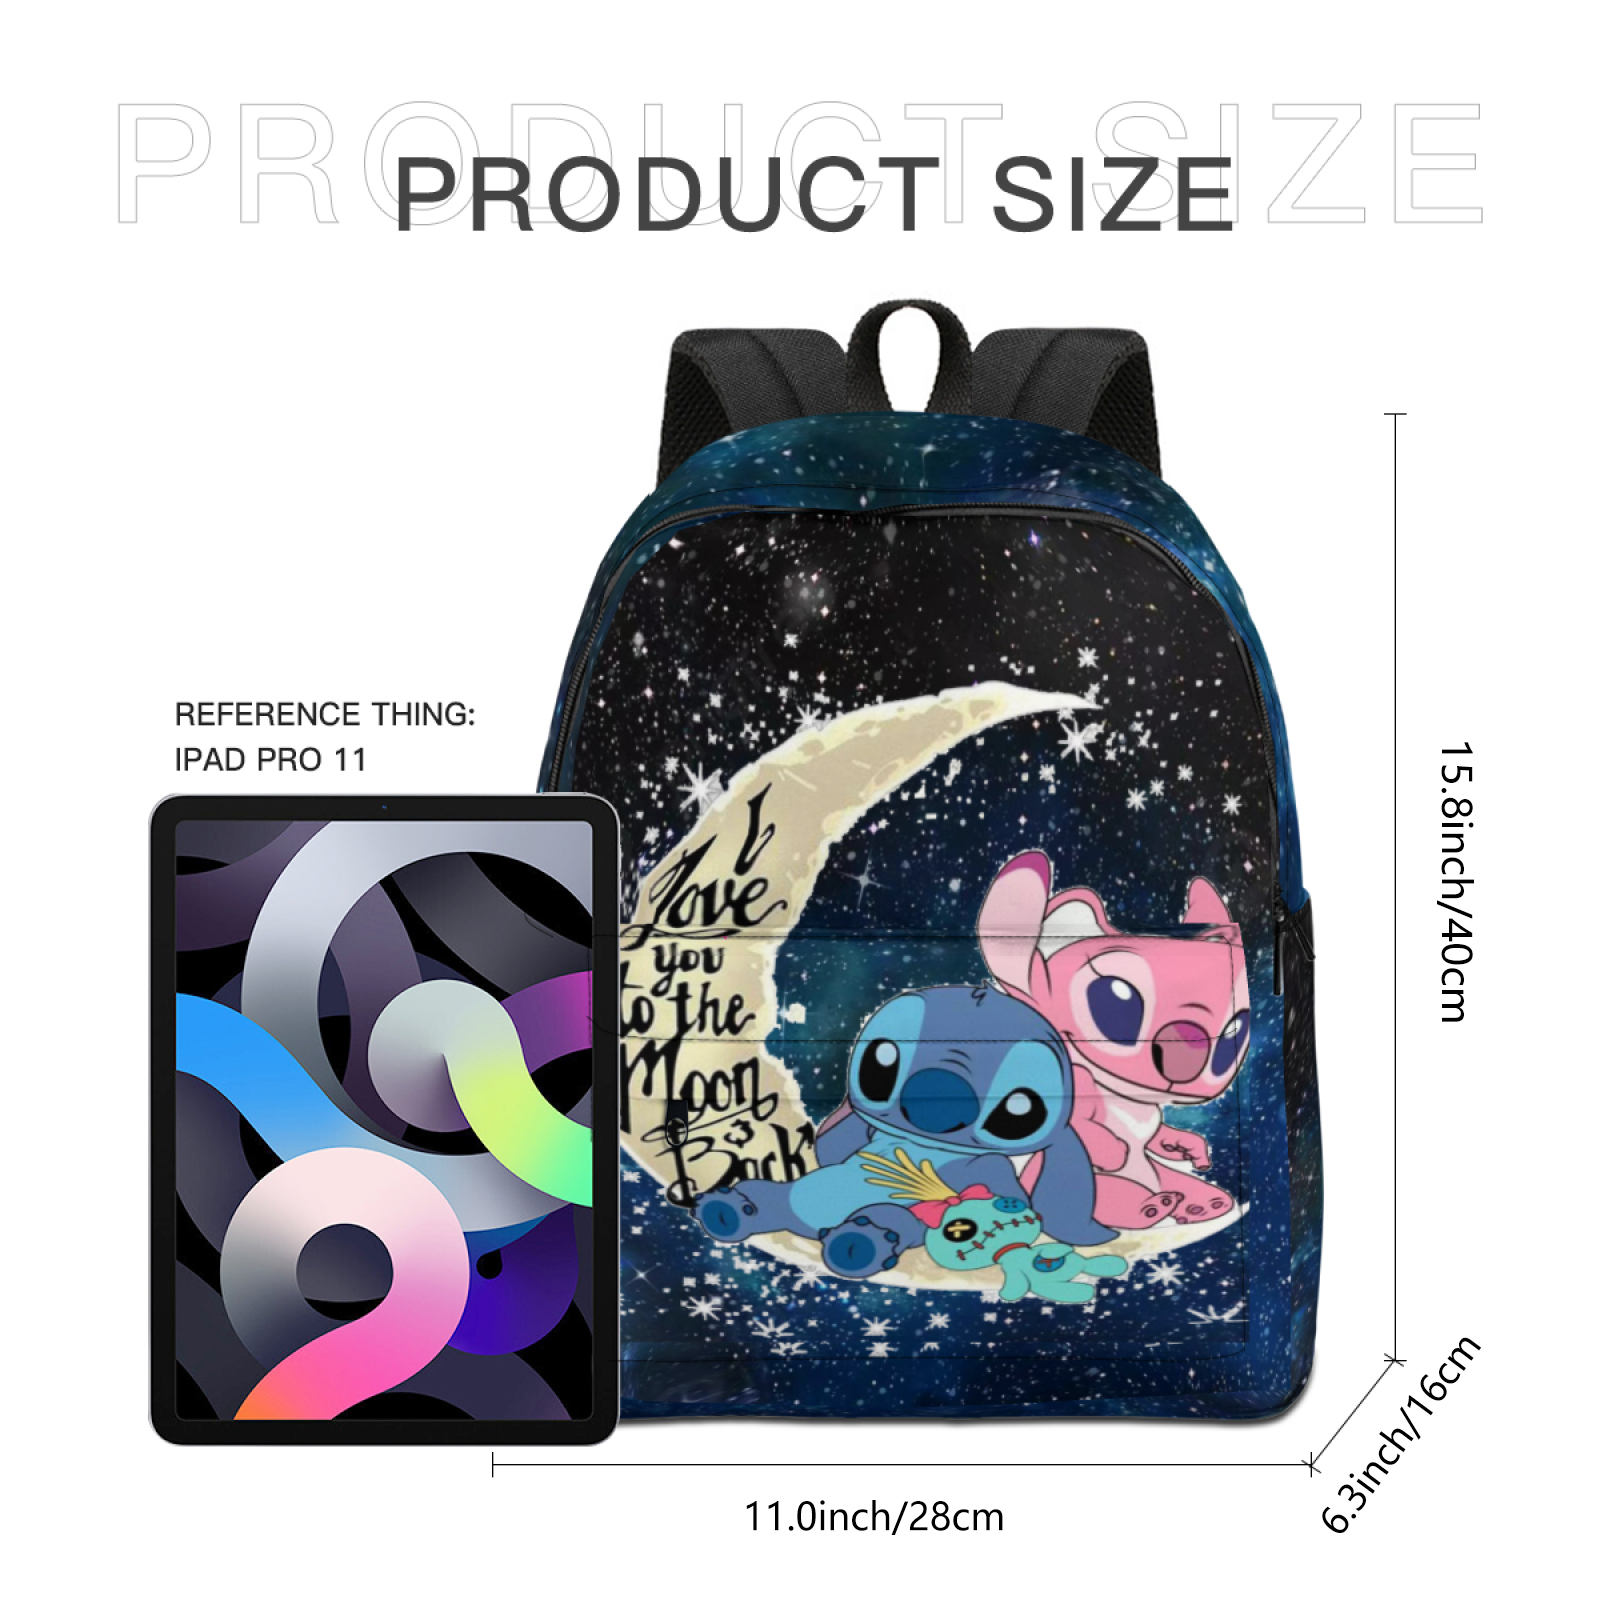 PRODUCT SIZE
PRODUCT SIZE
REFERENCE THING:
IPAD PRO 11
I
Love
you
to the
Moon
&
Back
15.8inch/40cm
6.3inch/16cm
11.0inch/28cm